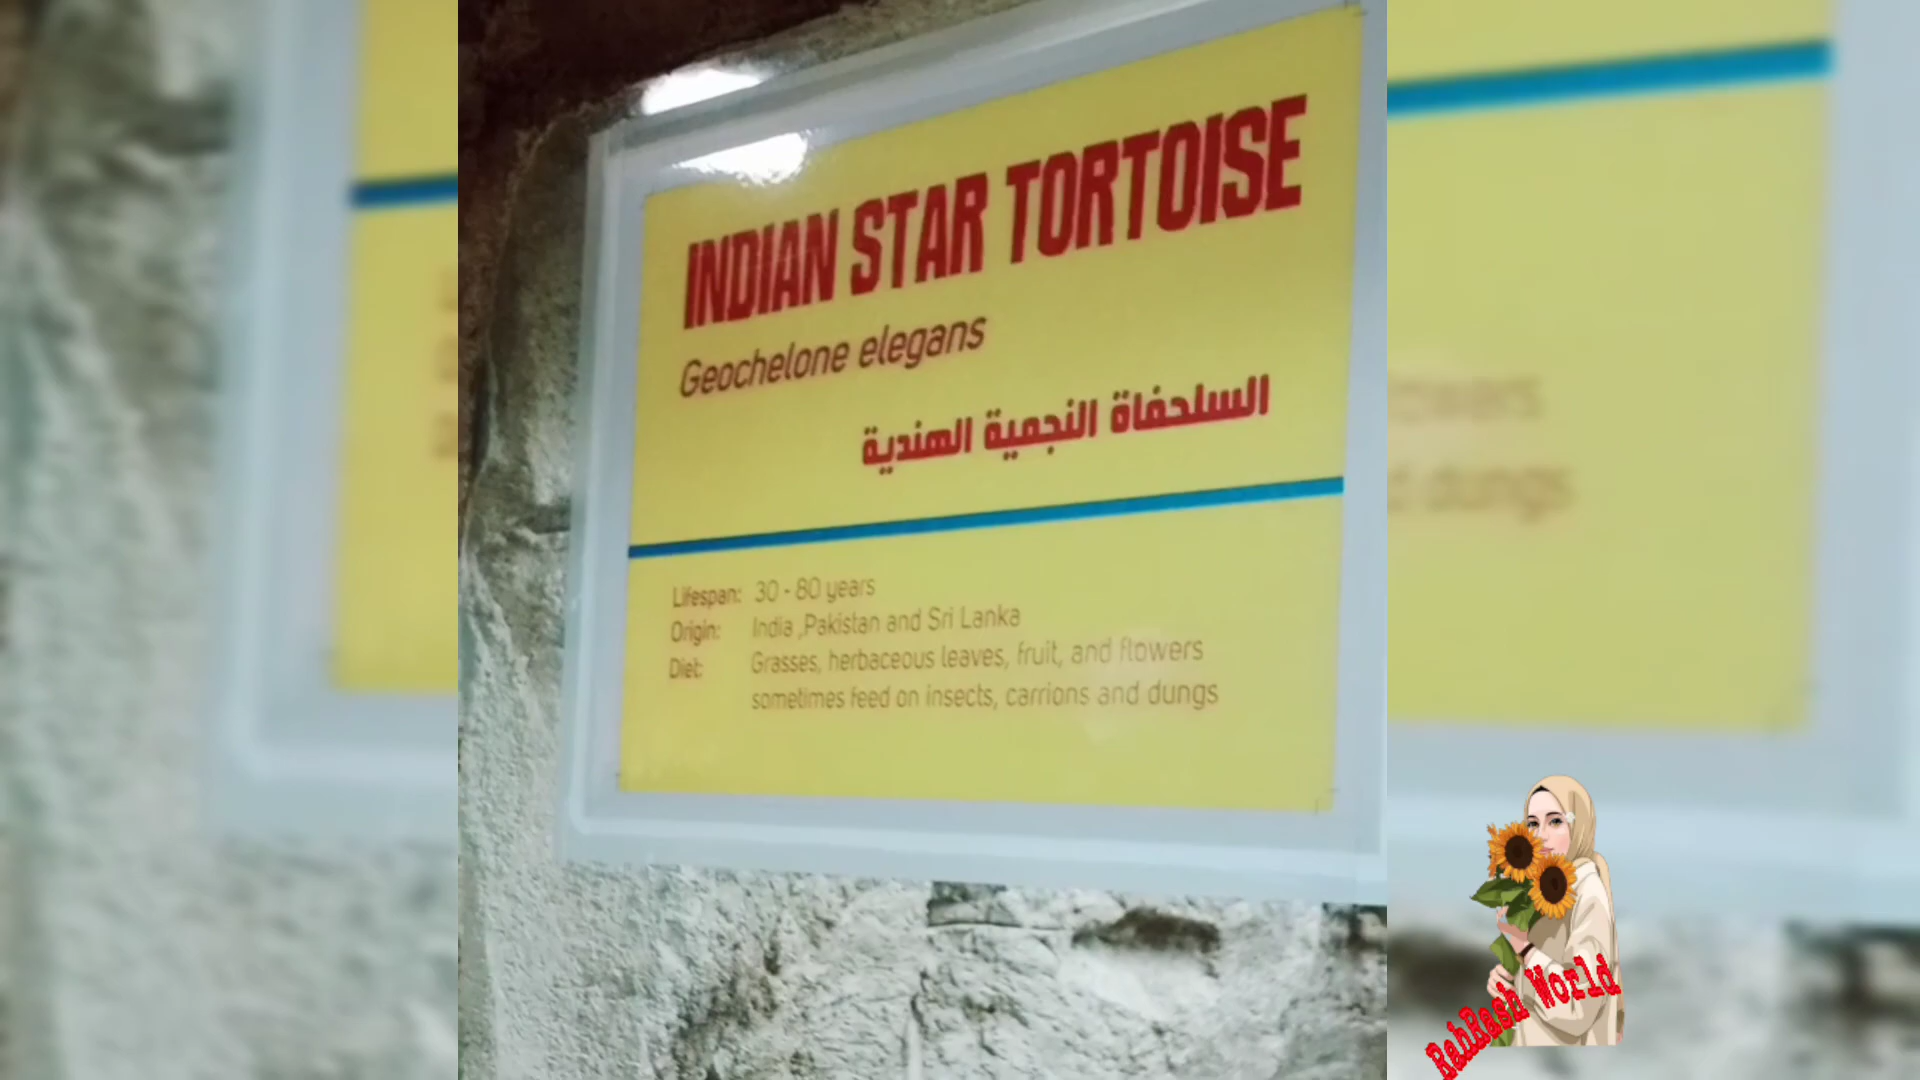 INDIAN STAR TORTOISE
Geochelone elegans
السلحفاة النجمية الهندية
Lifespan: 30 - 80 years
Origin: India ,Pakistan and Sri Lanka
Diet: Grasses, herbaceous leaves, fruit, and flowers
sometimes feed on insects, carrions and dungs
RahRash World